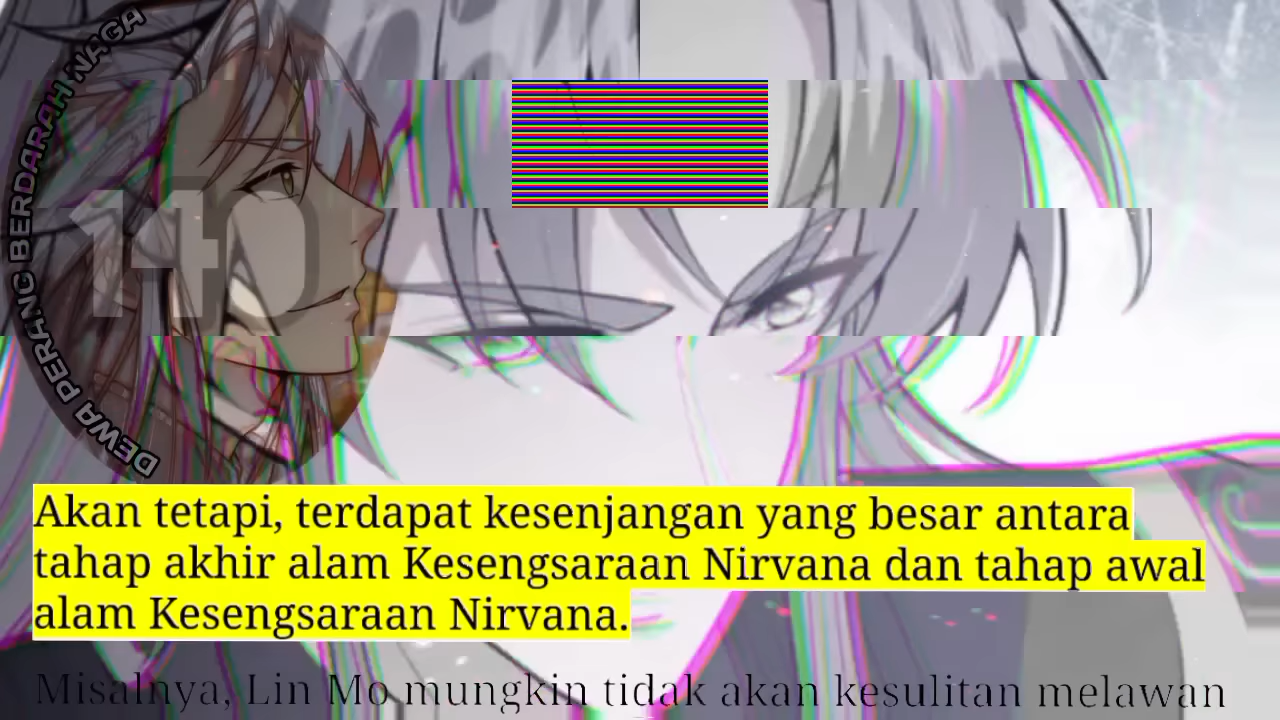 DEWA PERANG BERDARAH NAGA
140
Akan tetapi, terdapat kesenjangan yang besar antara
tahap akhir alam Kesengsaraan Nirvana dan tahap awal
alam Kesengsaraan Nirvana.
Misalnya, Lin Mo mungkin tidak akan kesulitan melawan